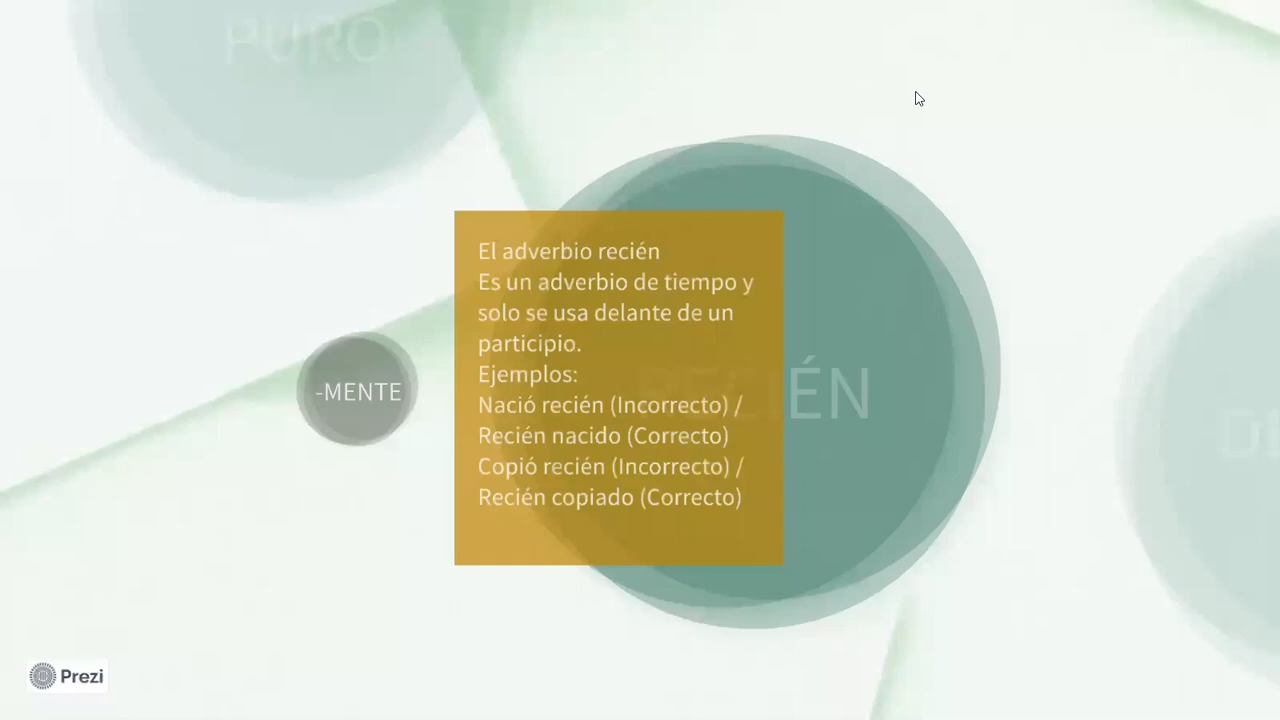 PURO
El adverbio recién
Es un adverbio de tiempo y
solo se usa delante de un
participio.
Ejemplos:
Nació recién (Incorrecto) /
Recién nacido (Correcto)
Copió recién (Incorrecto) /
Recién copiado (Correcto)
-MENTE
RECIÉN
Prezi